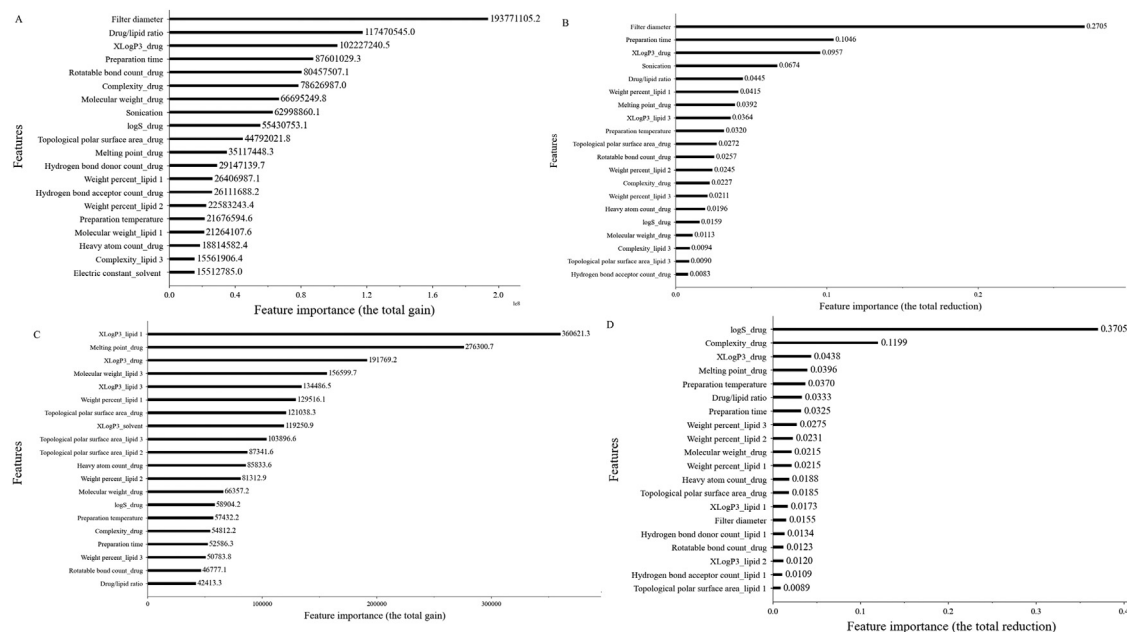 A
Filter diameter 193771105.2
Drug/lipid ratio 117470545.0
XLogP3_drug 102227240.5
Preparation time 87601029.3
Rotatable bond count_drug 80457507.1
Complexity_drug 78626987.0
Molecular weight_drug 66695249.8
Sonication 62998860.1
logS_drug 55430753.1
Topological polar surface area_drug 44792021.8
Melting point_drug 35117448.3
Hydrogen bond donor count_drug 29147139.7
Weight percent_lipid 1 26406987.1
Hydrogen bond acceptor count_drug 26111688.2
Weight percent_lipid 2 22583243.4
Preparation temperature 21676594.6
Molecular weight_lipid 1 21264107.6
Heavy atom count_drug 18814582.4
Complexity_lipid 3 15561906.4
Electric constant_solvent 15512785.0
Features
0.0 0.4 0.8 1.2 1.6 2.0
1e8
Feature importance (the total gain)
B
Filter diameter 0.2705
Preparation time 0.1046
XLogP3_drug 0.0957
Sonication 0.0674
Drug/lipid ratio 0.0445
Weight percent_lipid 1 0.0415
Melting point_drug 0.0392
XLogP3_lipid 3 0.0364
Preparation temperature 0.0320
Topological polar surface area_drug 0.0272
Rotatable bond count_drug 0.0257
Weight percent_lipid 2 0.0245
Complexity_drug 0.0227
Weight percent_lipid 3 0.0211
Heavy atom count_drug 0.0196
logS_drug 0.0159
Molecular weight_drug 0.0113
Complexity_lipid 3 0.0094
Topological polar surface area_lipid 3 0.0090
Hydrogen bond acceptor count_drug 0.0083
Features
0.0 0.1 0.2
Feature importance (the total reduction)
C
XLogP3_lipid 1 360621.3
Melting point_drug 276300.7
XLogP3_drug 191769.2
Molecular weight_lipid 3 156599.7
XLogP3_lipid 3 134486.5
Weight percent_lipid 1 129516.1
Topological polar surface area_drug 121038.3
XLogP3_solvent 119250.9
Topological polar surface area_lipid 3 103896.6
Topological polar surface area_lipid 2 87341.6
Heavy atom count_drug 85833.6
Weight percent_lipid 2 81312.9
Molecular weight_drug 66357.2
logS_drug 58904.2
Preparation temperature 57432.2
Complexity_drug 54812.2
Preparation time 52586.3
Weight percent_lipid 3 50783.8
Rotatable bond count_drug 46777.1
Drug/lipid ratio 42413.3
Features
0 100000 200000 300000
Feature importance (the total gain)
D
logS_drug 0.3705
Complexity_drug 0.1199
XLogP3_drug 0.0438
Melting point_drug 0.0396
Preparation temperature 0.0370
Drug/lipid ratio 0.0333
Preparation time 0.0325
Weight percent_lipid 3 0.0275
Weight percent_lipid 2 0.0231
Molecular weight_drug 0.0215
Weight percent_lipid 1 0.0215
Heavy atom count_drug 0.0188
Topological polar surface area_drug 0.0185
XLogP3_lipid 1 0.0173
Filter diameter 0.0155
Hydrogen bond donor count_lipid 1 0.0134
Rotatable bond count_drug 0.0123
XLogP3_lipid 2 0.0120
Hydrogen bond acceptor count_lipid 1 0.0109
Topological polar surface area_lipid 1 0.0089
Features
0.0 0.1 0.2 0.3 0.4
Feature importance (the total reduction)